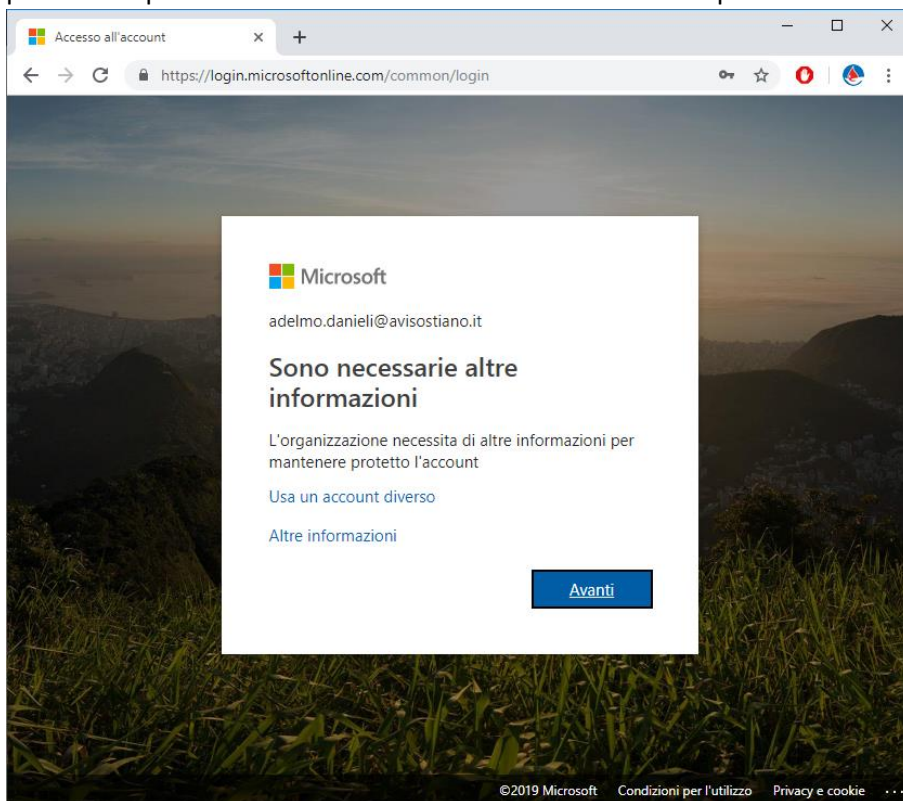 Accesso all'account
https://login.microsoftonline.com/common/login
Microsoft
adelmo.danieli@avisostiano.it
Sono necessarie altre
informazioni
L'organizzazione necessita di altre informazioni per
mantenere protetto l'account
Usa un account diverso
Altre informazioni
Avanti
©2019 Microsoft Condizioni per l'utilizzo Privacy e cookie ...